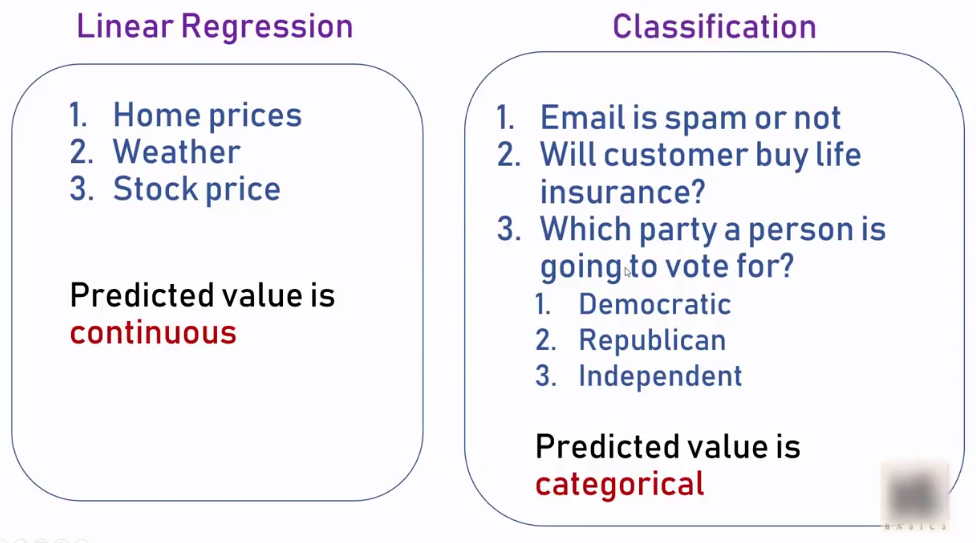 Linear Regression
1. Home prices
2. Weather
3. Stock price
Predicted value is
continuous
Classification
1. Email is spam or not
2. Will customer buy life
insurance?
3. Which party a person is
going to vote for?
1. Democratic
2. Republican
3. Independent
Predicted value is
categorical
BASICS